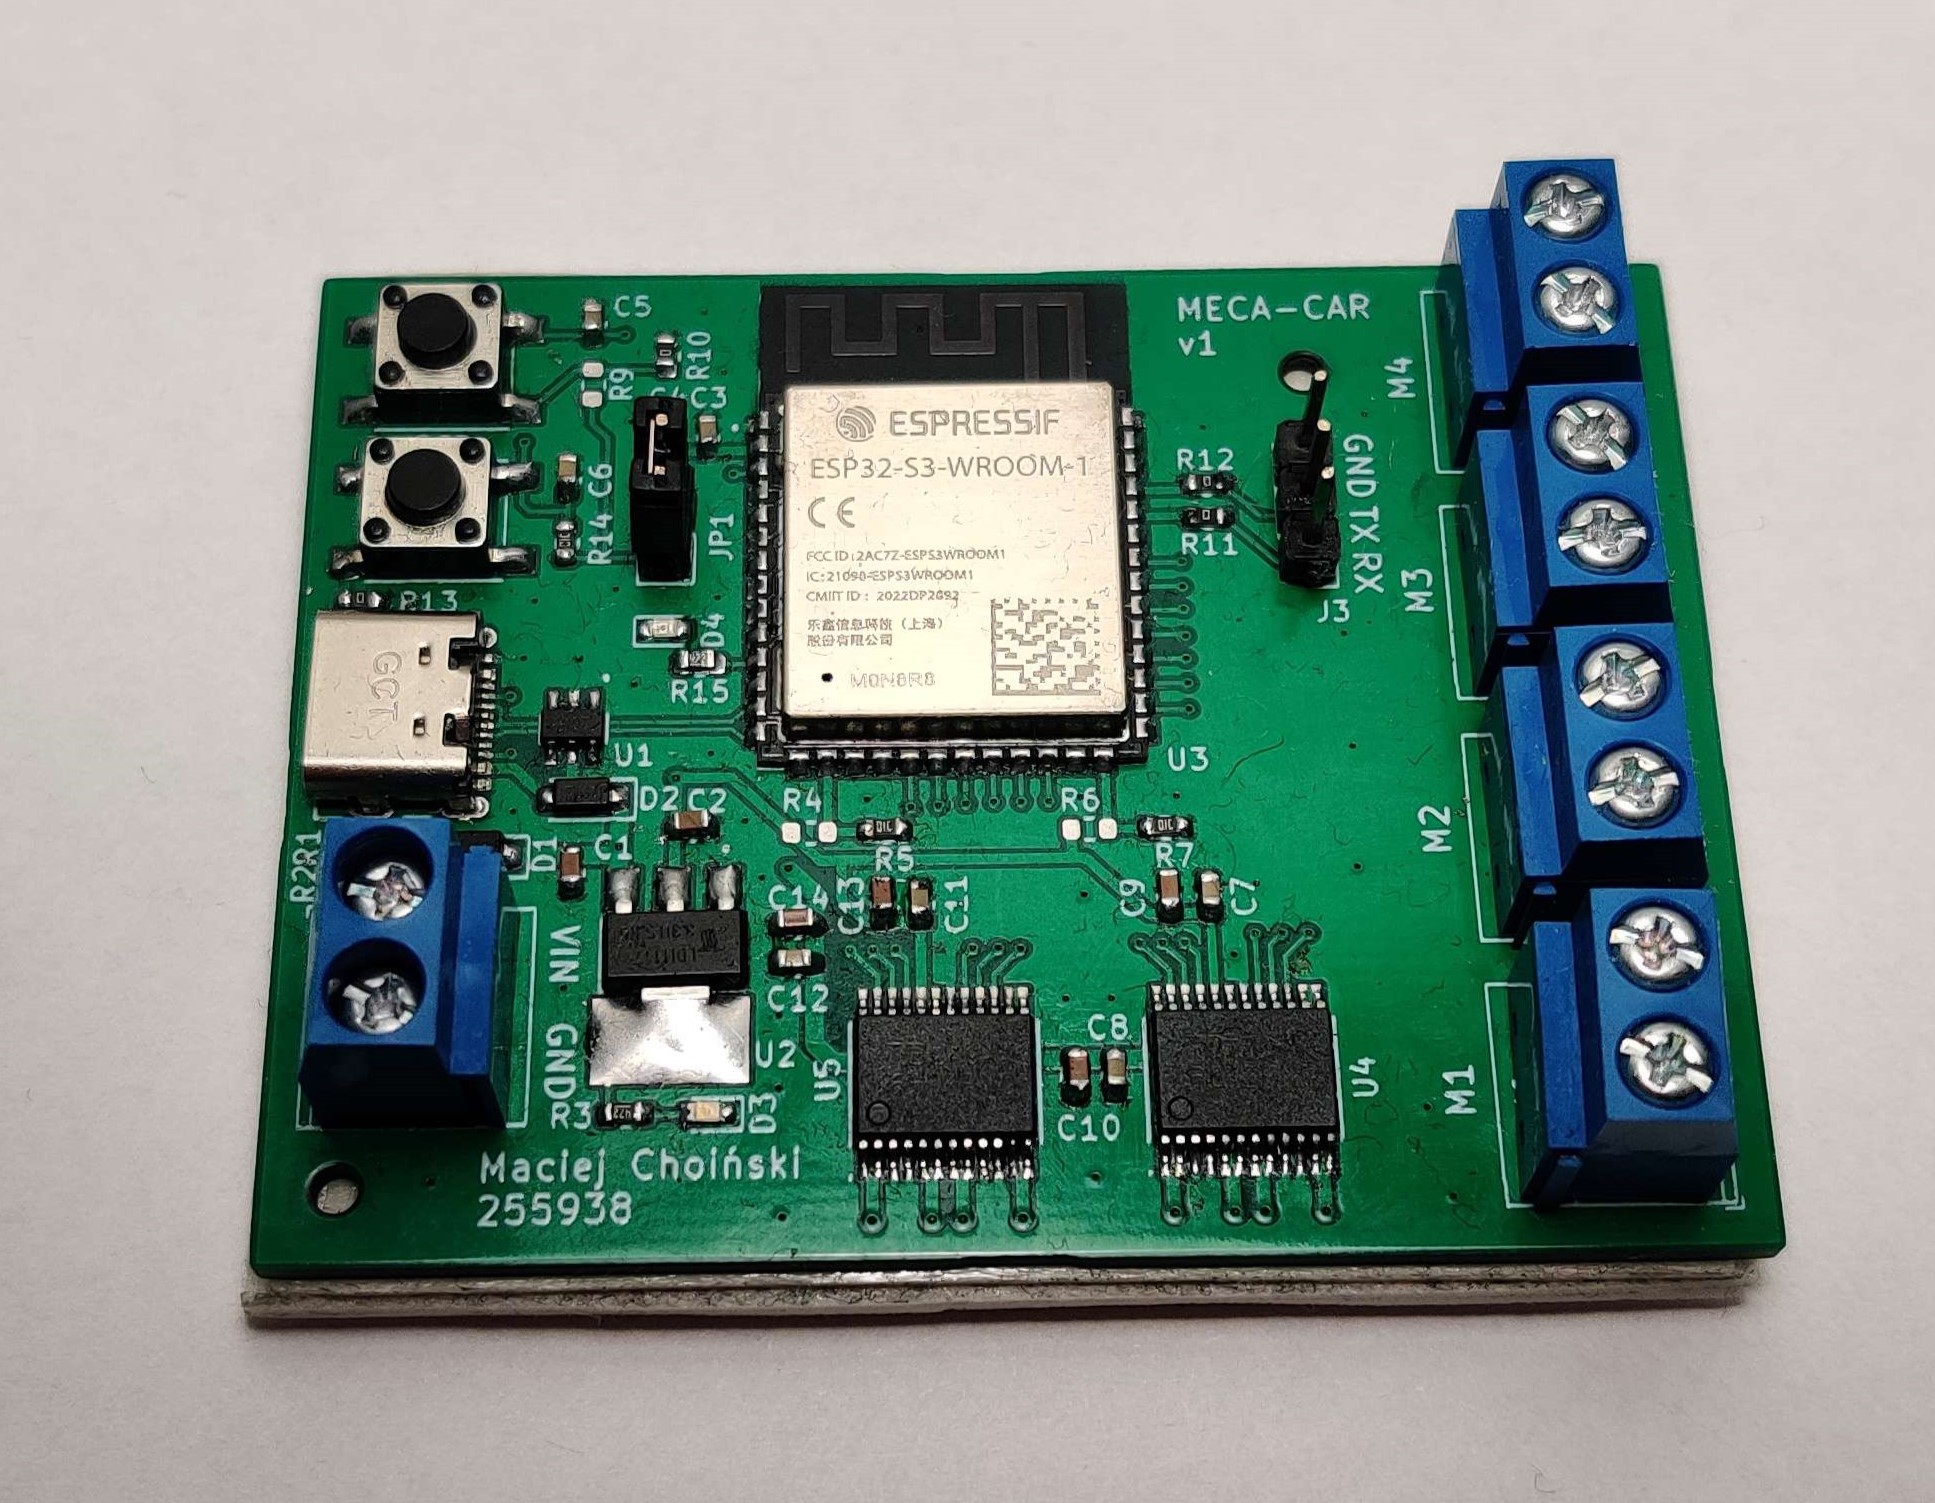 C5
MECA-CAR
v1
R10
R9
C3
M4
ESPRESSIF
ESP32-S3-WROOM-1
CE
FCC ID:2AC7Z-ESPS3WROOM1
IC:21098-ESPS3WROOM1
CMIIT ID: 2022DP2692
乐鑫信息科技（上海）
股份有限公司
M0N8R8
R12
R11
GND TX RX
J3
C6
R14
JP1
M3
R13
GCT
D4
R15
U1
U3
D2
C2
R4
R6
M2
R2
R1
D1
C1
R5
R7
C14
C13
C11
C9
C7
VIN
GND
C12
U2
U5
C8
C10
U4
M1
R3
D3
Maciej Choiński
255938